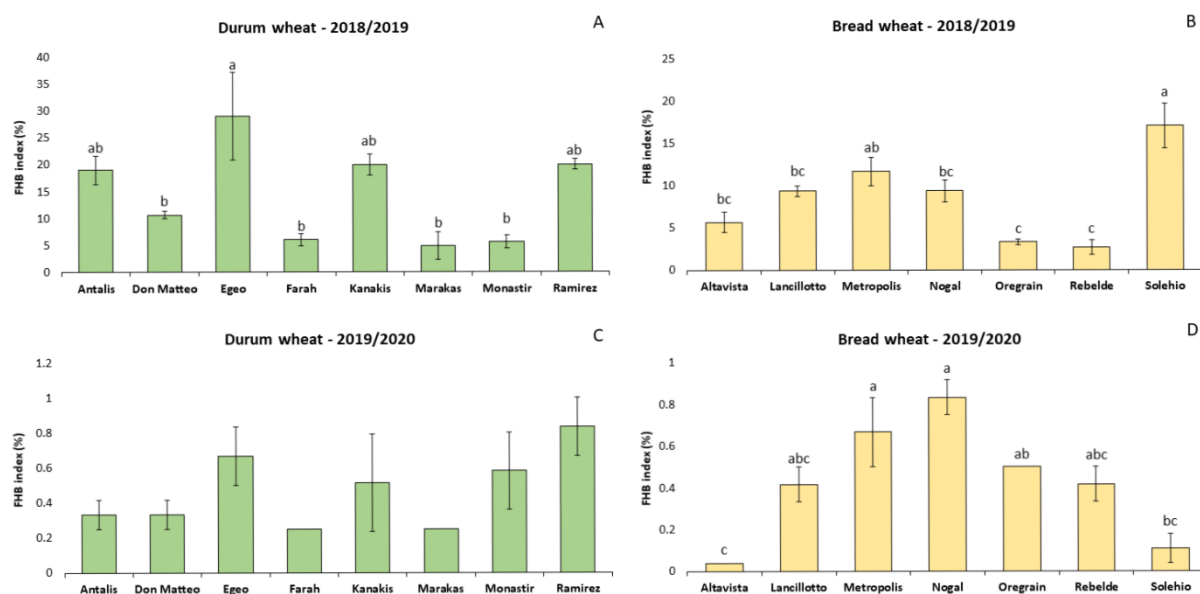 Durum wheat - 2018/2019
A
FHB index (%)
40
35
30
25
20
15
10
5
0
ab
b
a
b
ab
b
b
ab
Antalis Don Matteo Egeo Farah Kanakis Marakas Monastir Ramirez
Bread wheat - 2018/2019
B
FHB index (%)
25
20
15
10
5
0
bc
bc
ab
bc
c
c
a
Altavista Lancillotto Metropolis Nogal Oregrain Rebelde Solehio
Durum wheat - 2019/2020
C
FHB index (%)
1.2
1
0.8
0.6
0.4
0.2
0
Antalis Don Matteo Egeo Farah Kanakis Marakas Monastir Ramirez
Bread wheat - 2019/2020
D
FHB index (%)
1
0.8
0.6
0.4
0.2
0
c
abc
a
a
ab
abc
bc
Altavista Lancillotto Metropolis Nogal Oregrain Rebelde Solehio